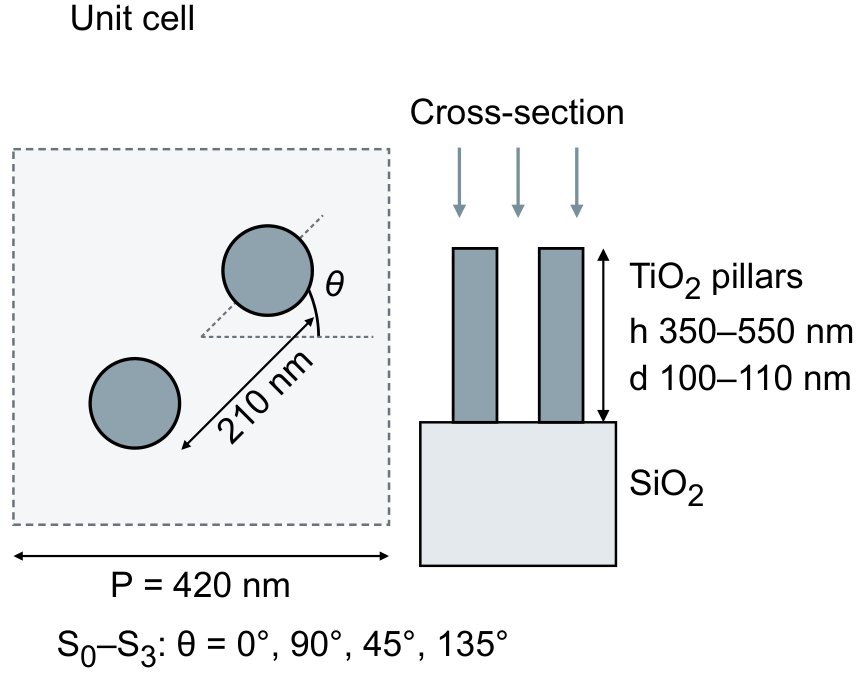 Unit cell
Cross-section
θ
210 nm
TiO₂ pillars
h 350–550 nm
d 100–110 nm
SiO₂
P = 420 nm
S₀–S₃: θ = 0°, 90°, 45°, 135°